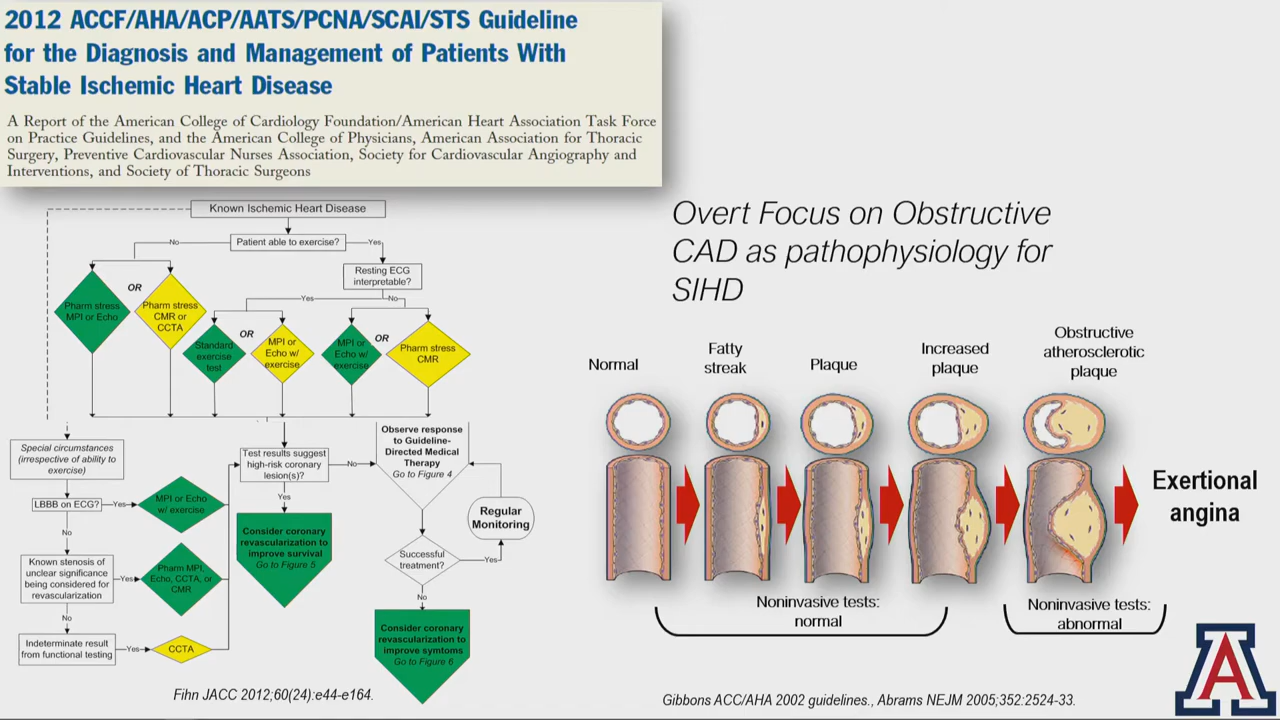 2012 ACCF/AHA/ACP/AATS/PCNA/SCAI/STS Guideline
for the Diagnosis and Management of Patients With
Stable Ischemic Heart Disease
A Report of the American College of Cardiology Foundation/American Heart Association Task Force
on Practice Guidelines, and the American College of Physicians, American Association for Thoracic
Surgery, Preventive Cardiovascular Nurses Association, Society for Cardiovascular Angiography and
Interventions, and Society of Thoracic Surgeons
Known Ischemic Heart Disease
No
Patient able to exercise?
Yes
Resting ECG
interpretable?
Yes
No
Pharm stress
MPI or Echo
OR
Pharm stress
CMR or
CCTA
Standard
exercise
test
OR
MPI or
Echo w/
exercise
MPI or
Echo w/
exercise
OR
Pharm stress
CMR
Special circumstances
(irrespective of ability to
exercise)
LBBB on ECG?
Yes
MPI or Echo
w/ exercise
No
Known stenosis of
unclear significance
being considered for
revascularization
Yes
Pharm MPI,
Echo, CCTA, or
CMR
No
Indeterminate result
from functional testing
Yes
CCTA
Test results suggest
high-risk coronary
lesion(s)?
No
Yes
Consider coronary
revascularization to
improve survival
Go to Figure 5
Observe response
to Guideline-
Directed Medical
Therapy
Go to Figure 4
Regular
Monitoring
Successful
treatment?
Yes
No
Consider coronary
revascularization to
improve symtoms
Go to Figure 6
Fihn JACC 2012;60(24):e44-e164.
Overt Focus on Obstructive
CAD as pathophysiology for
SIHD
Normal
Fatty
streak
Plaque
Increased
plaque
Obstructive
atherosclerotic
plaque
Exertional
angina
Noninvasive tests:
normal
Noninvasive tests:
abnormal
Gibbons ACC/AHA 2002 guidelines., Abrams NEJM 2005;352:2524-33.
A